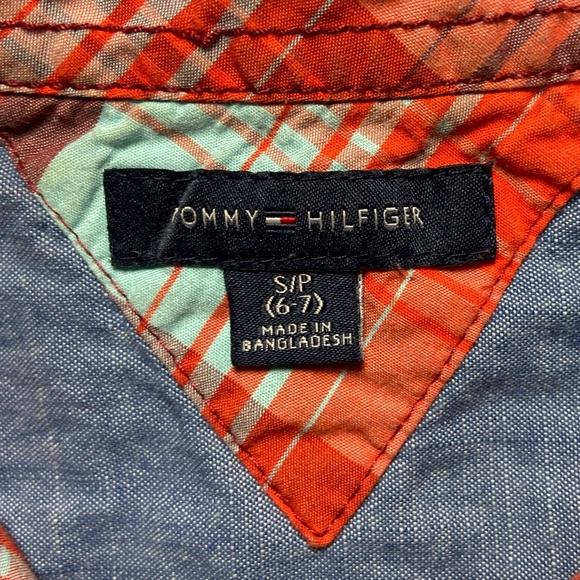 TOMMY HILFIGER
S/P
(6-7)
MADE IN
BANGLADESH